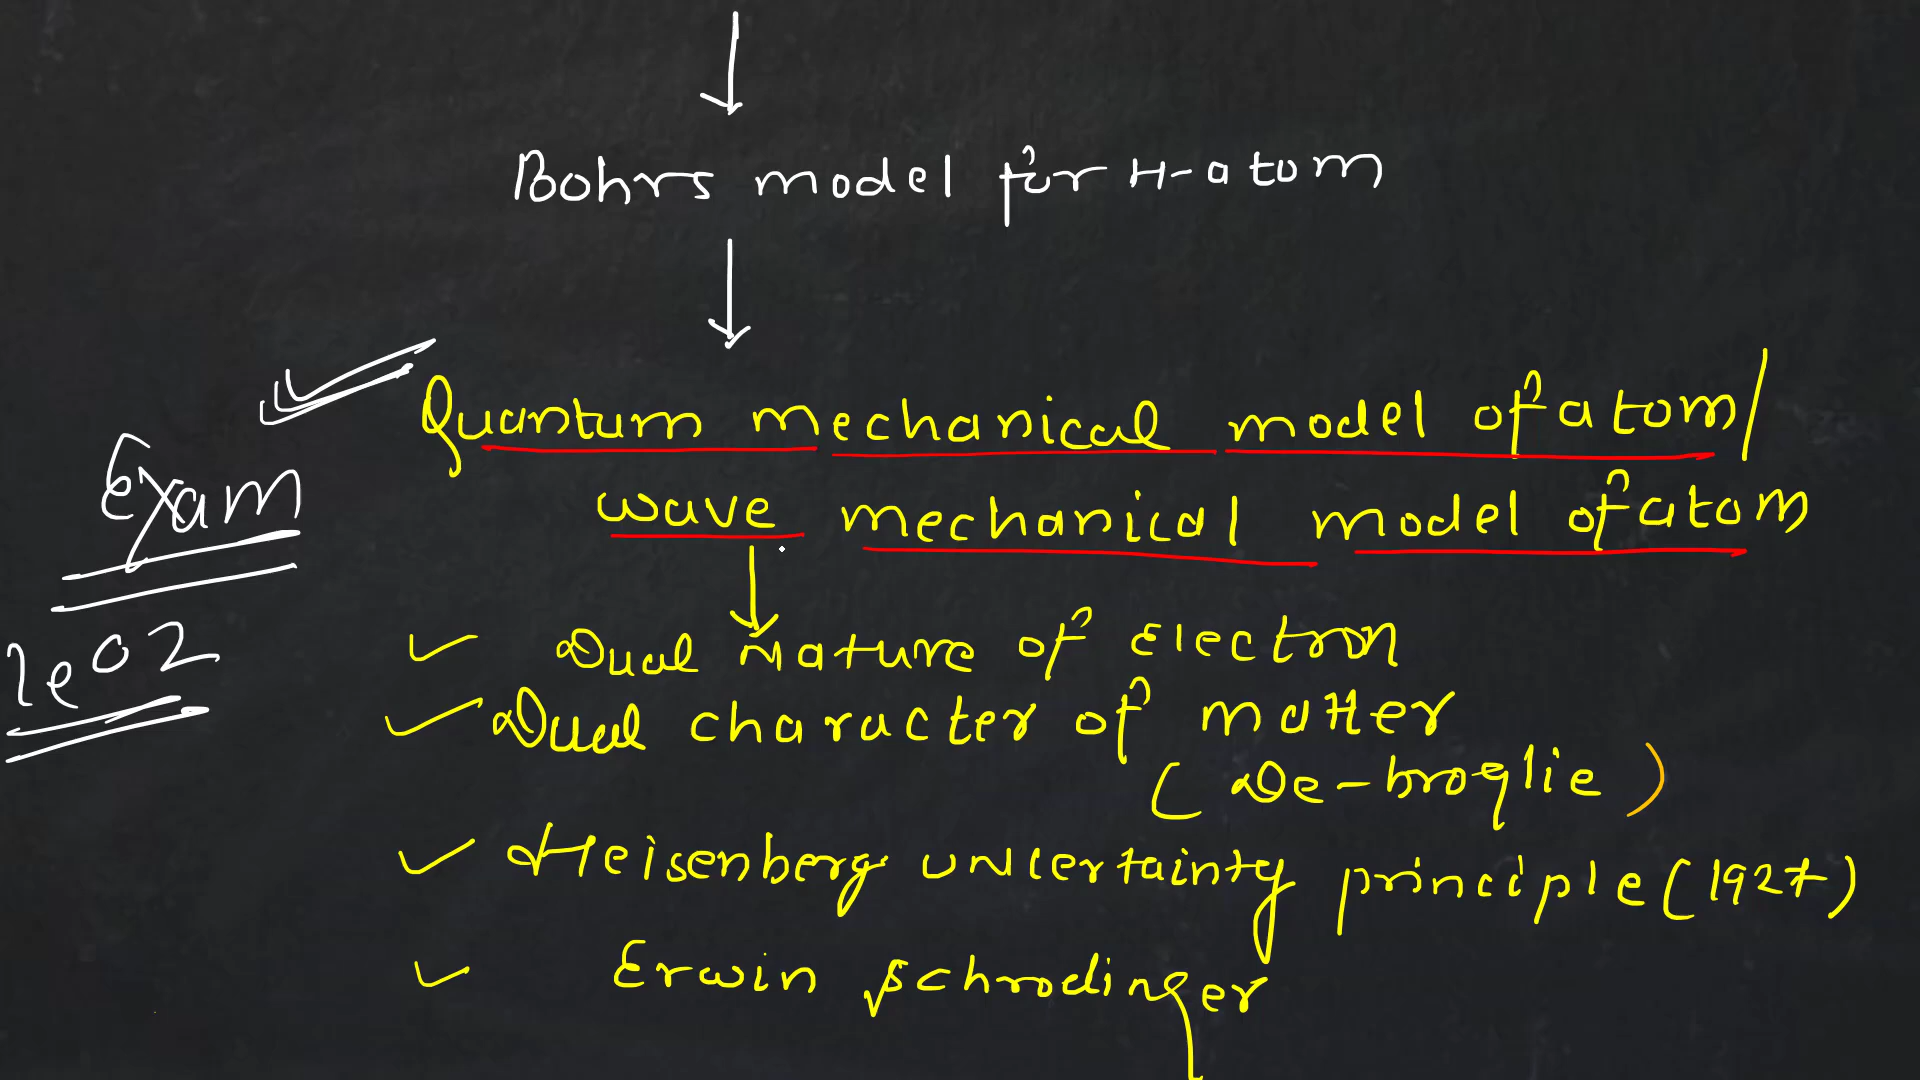 Bohrs model for H-atom
Quantum mechanical model of atom/
wave mechanical model of atom
Exam
Dual Nature of Electron
Dual character of matter
(De-broglie)
Heisenberg uncertainty principle (1927)
Erwin Schrodinger